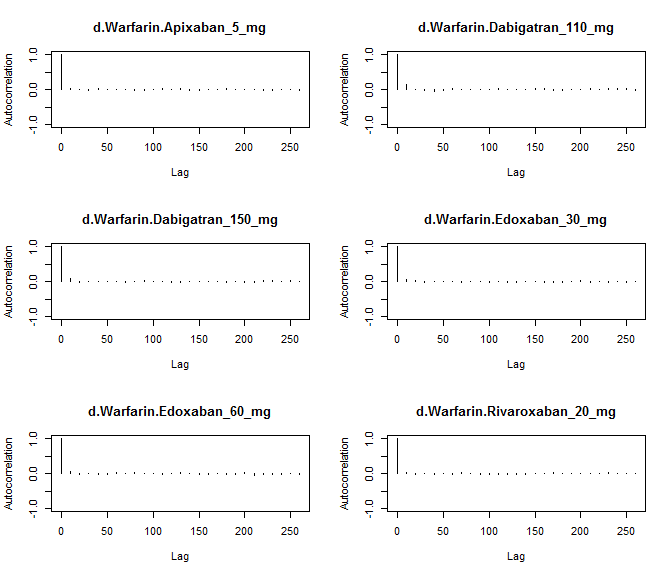 d.Warfarin.Apixaban_5_mg
Autocorrelation
1.0
0.0
-1.0
0 50 100 150 200 250
Lag
d.Warfarin.Dabigatran_110_mg
Autocorrelation
1.0
0.0
-1.0
0 50 100 150 200 250
Lag
d.Warfarin.Dabigatran_150_mg
Autocorrelation
1.0
0.0
-1.0
0 50 100 150 200 250
Lag
d.Warfarin.Edoxaban_30_mg
Autocorrelation
1.0
0.0
-1.0
0 50 100 150 200 250
Lag
d.Warfarin.Edoxaban_60_mg
Autocorrelation
1.0
0.0
-1.0
0 50 100 150 200 250
Lag
d.Warfarin.Rivaroxaban_20_mg
Autocorrelation
1.0
0.0
-1.0
0 50 100 150 200 250
Lag